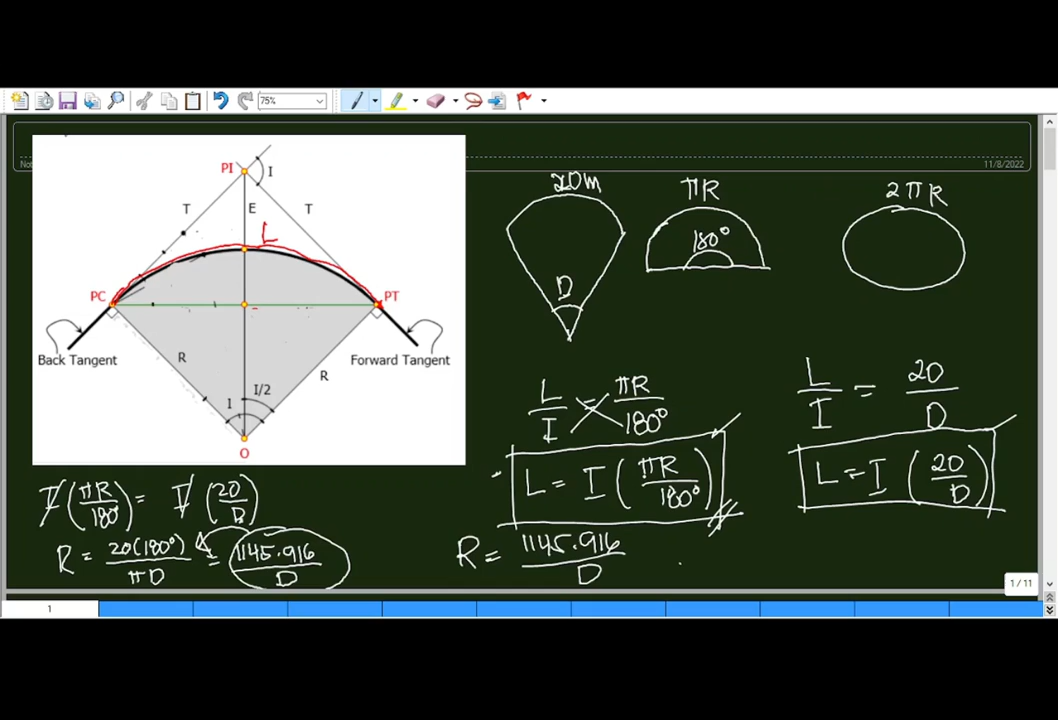 75%
11/8/2022
PI
I
T
E
T
L
PC
PT
Back Tangent
Forward Tangent
R
R
I/2
I
O
20m
D
πR
180°
2πR
L/I = πR/180°
L = I (πR/180°)
L/I = 20/D
L = I (20/D)
I (πR/180°) = I (20/D)
R = 20(180°)/πD = 1145.916/D
R = 1145.916/D
1 / 11
1